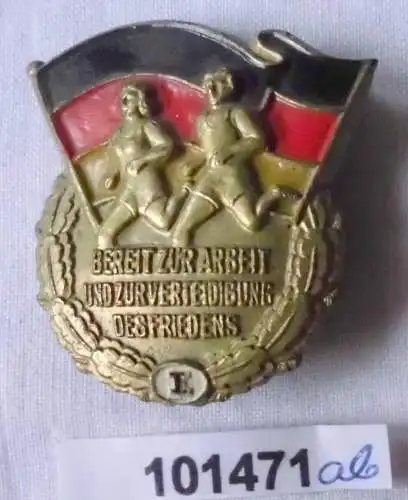 BEREIT ZUR ARBEIT
UND ZUR VERTEIDIGUNG
DES FRIEDENS
I
101471 ab